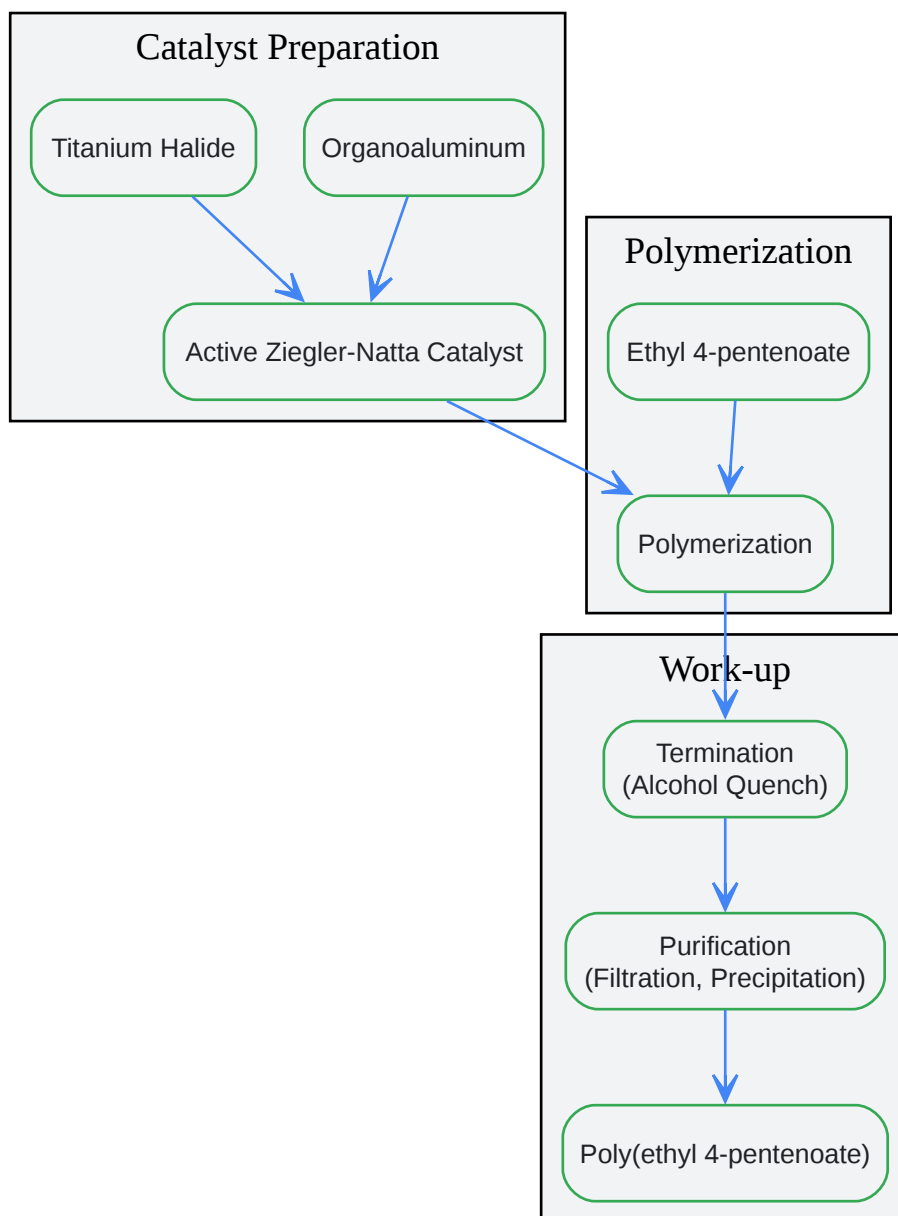 Catalyst Preparation
Titanium Halide
Organoaluminum
Active Ziegler-Natta Catalyst
Polymerization
Ethyl 4-pentenoate
Polymerization
Work-up
Termination
(Alcohol Quench)
Purification
(Filtration, Precipitation)
Poly(ethyl 4-pentenoate)